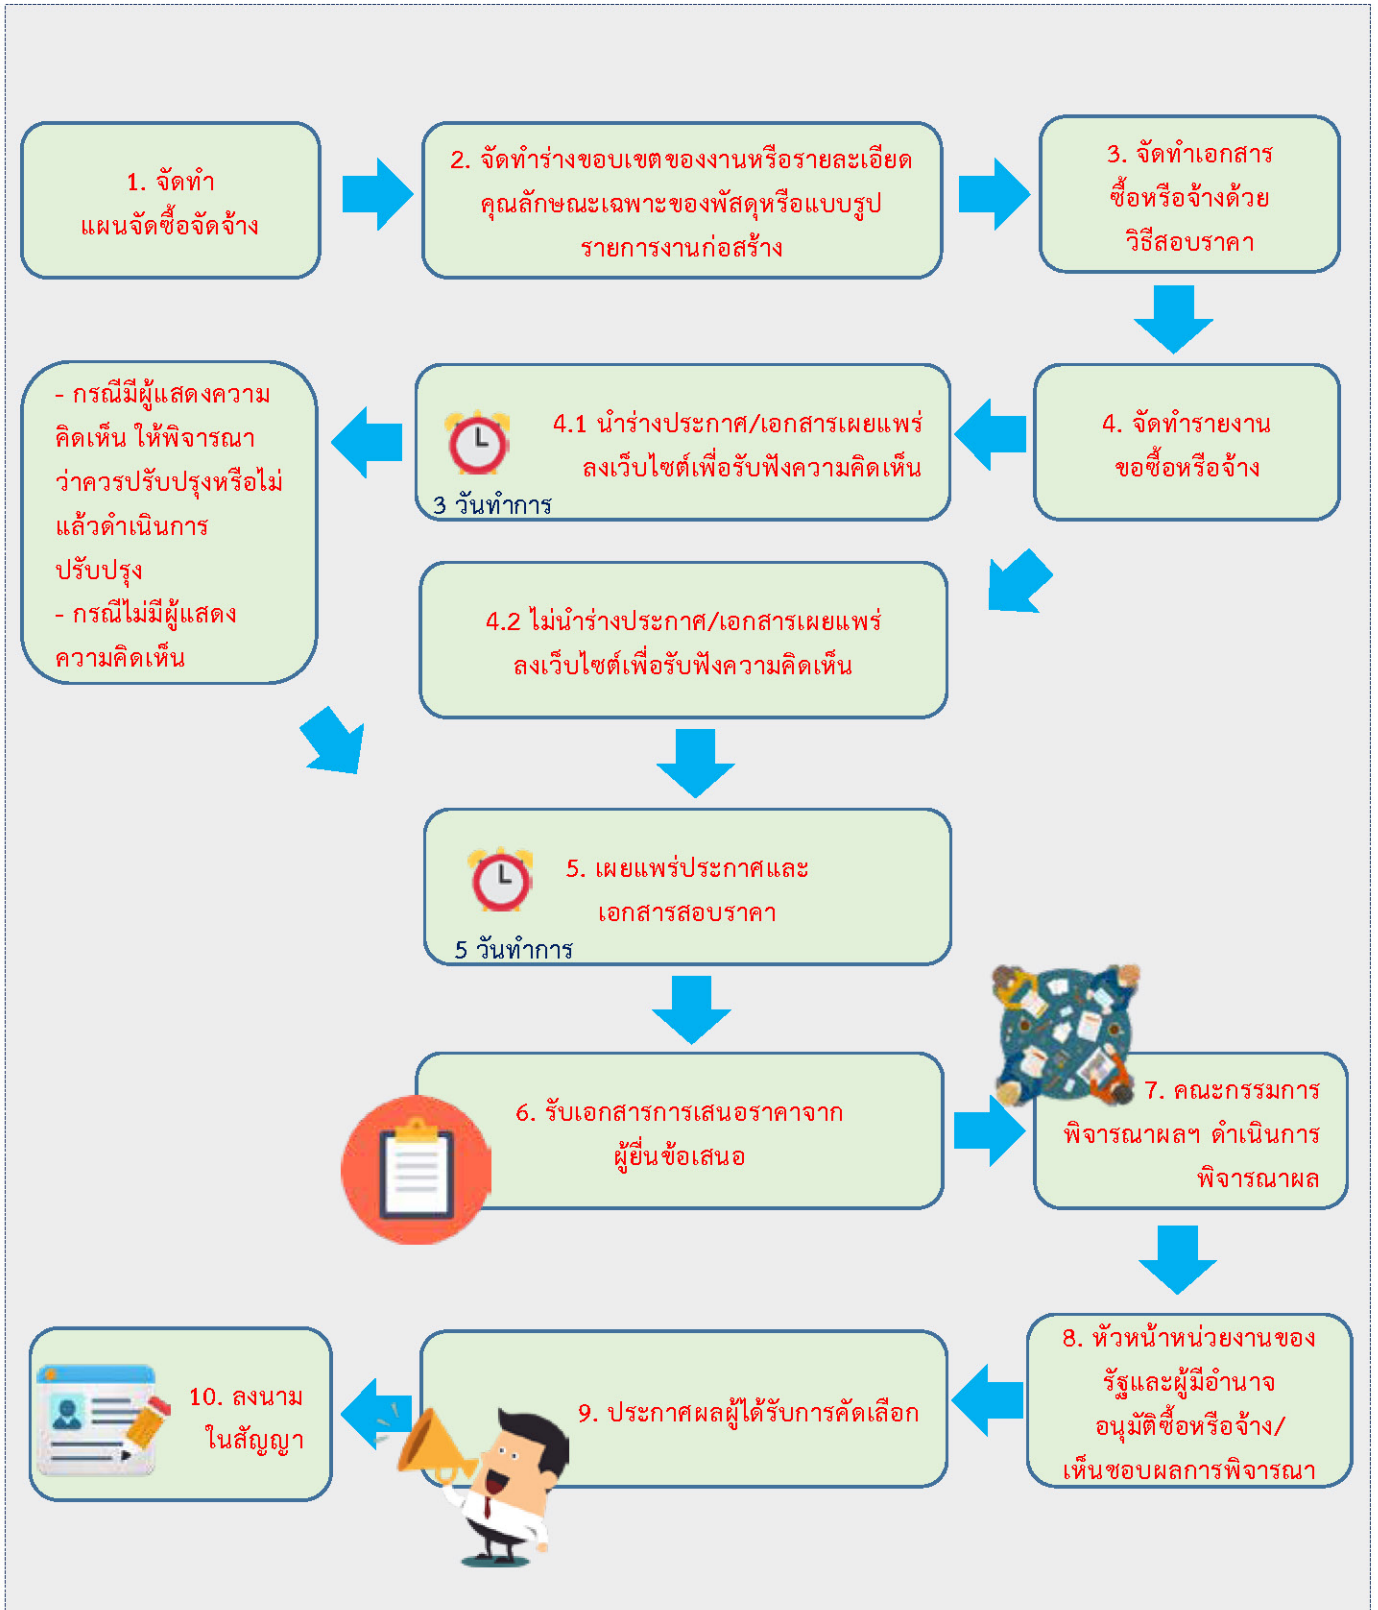 1. จัดทำ
แผนจัดซื้อจัดจ้าง
2. จัดทำร่างขอบเขตของงานหรือรายละเอียด
คุณลักษณะเฉพาะของพัสดุหรือแบบรูป
รายการงานก่อสร้าง
3. จัดทำเอกสาร
ซื้อหรือจ้างด้วย
วิธีสอบราคา
4. จัดทำรายงาน
ขอซื้อหรือจ้าง
4.1 นำร่างประกาศ/เอกสารเผยแพร่
ลงเว็บไซต์เพื่อรับฟังความคิดเห็น
3 วันทำการ
- กรณีมีผู้แสดงความ
คิดเห็น ให้พิจารณา
ว่าควรปรับปรุงหรือไม่
แล้วดำเนินการ
ปรับปรุง
- กรณีไม่มีผู้แสดง
ความคิดเห็น
4.2 ไม่นำร่างประกาศ/เอกสารเผยแพร่
ลงเว็บไซต์เพื่อรับฟังความคิดเห็น
5. เผยแพร่ประกาศและ
เอกสารสอบราคา
5 วันทำการ
6. รับเอกสารการเสนอราคาจาก
ผู้ยื่นข้อเสนอ
7. คณะกรรมการ
พิจารณาผลฯ ดำเนินการ
พิจารณาผล
8. หัวหน้าหน่วยงานของ
รัฐและผู้มีอำนาจ
อนุมัติซื้อหรือจ้าง/
เห็นชอบผลการพิจารณา
9. ประกาศผลผู้ได้รับการคัดเลือก
10. ลงนาม
ในสัญญา